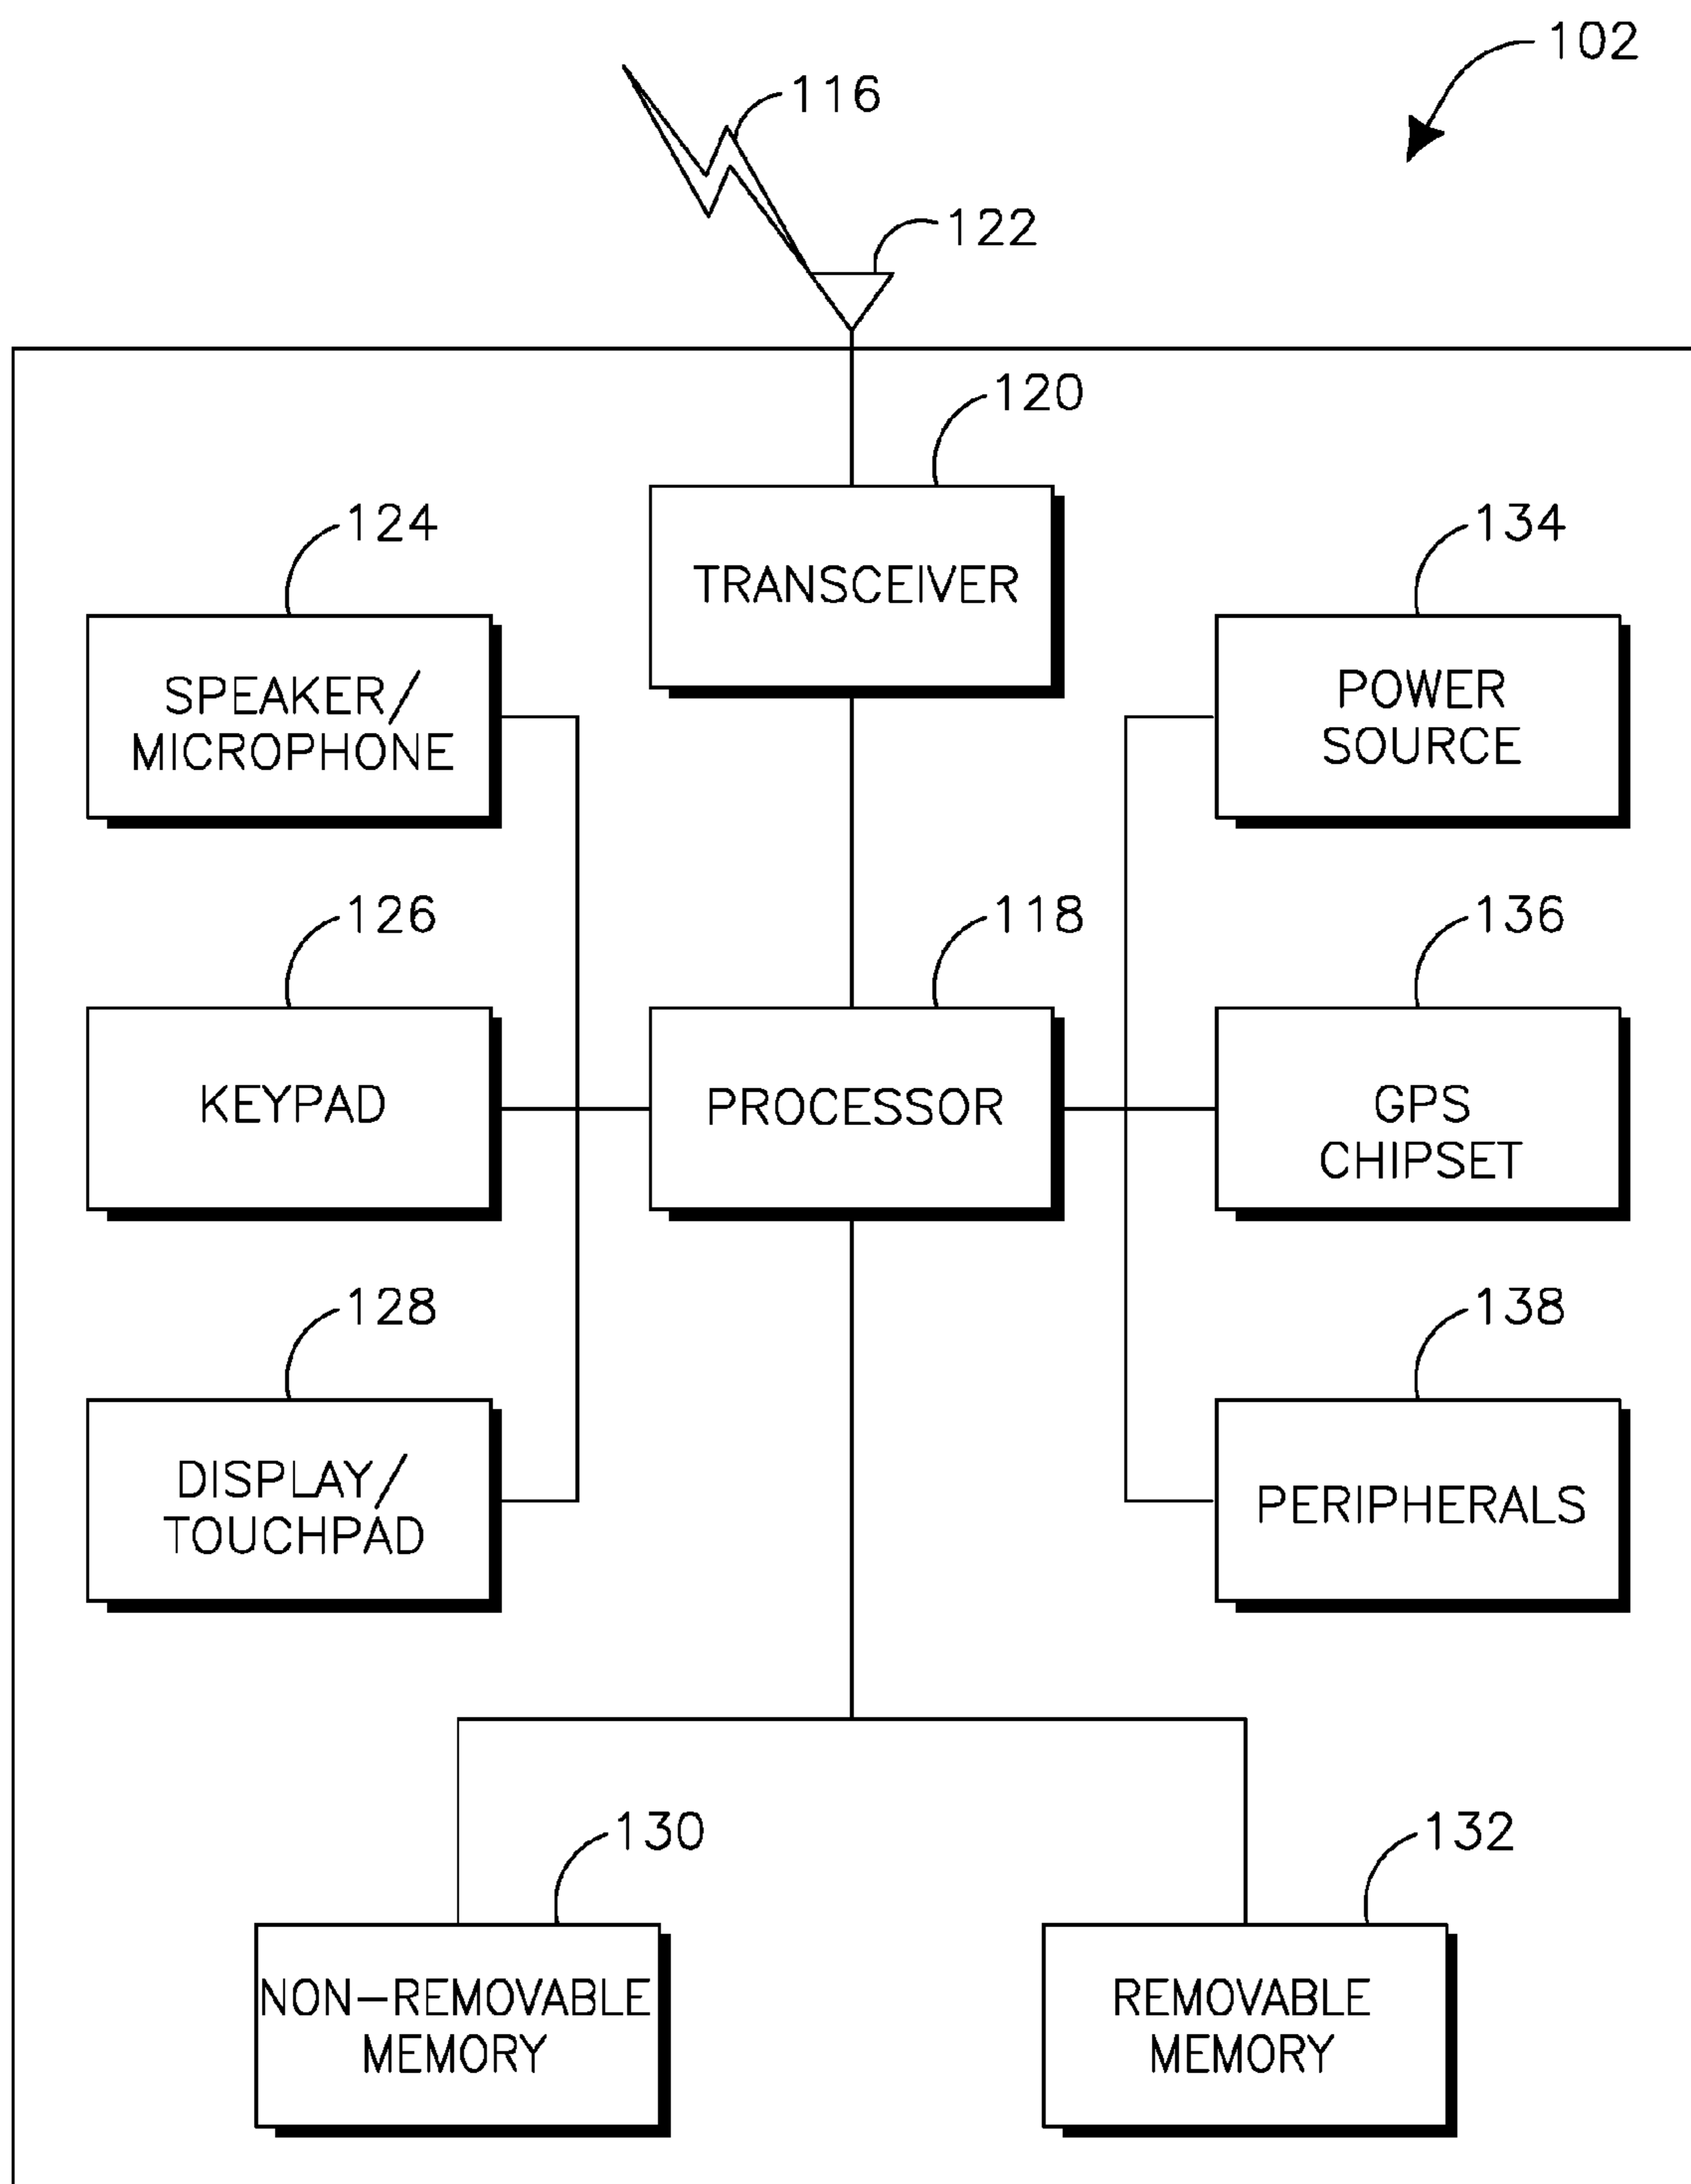 102
116
122
120
TRANSCEIVER
124
SPEAKER/
MICROPHONE
134
POWER
SOURCE
126
KEYPAD
118
PROCESSOR
136
GPS
CHIPSET
128
DISPLAY/
TOUCHPAD
138
PERIPHERALS
130
NON-REMOVABLE
MEMORY
132
REMOVABLE
MEMORY